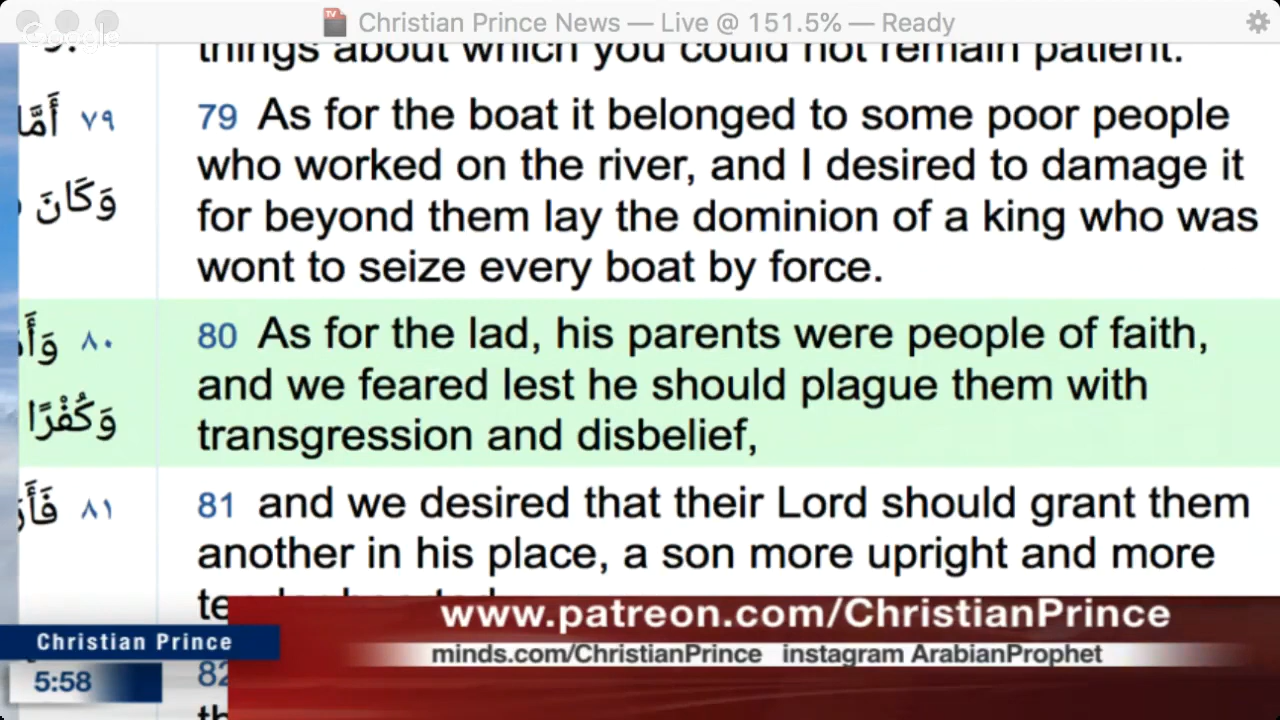 Christian Prince News — Live @ 151.5% — Ready
Google
things about which you could not remain patient.
79 As for the boat it belonged to some poor people
who worked on the river, and I desired to damage it
for beyond them lay the dominion of a king who was
wont to seize every boat by force.
80 As for the lad, his parents were people of faith,
and we feared lest he should plague them with
transgression and disbelief,
81 and we desired that their Lord should grant them
another in his place, a son more upright and more
٧٩ أَمَّا
وَكَانَ
٨٠
وَكُفْرًا
٨١
www.patreon.com/ChristianPrince
minds.com/ChristianPrince instagram ArabianProphet
Christian Prince
5:58
82